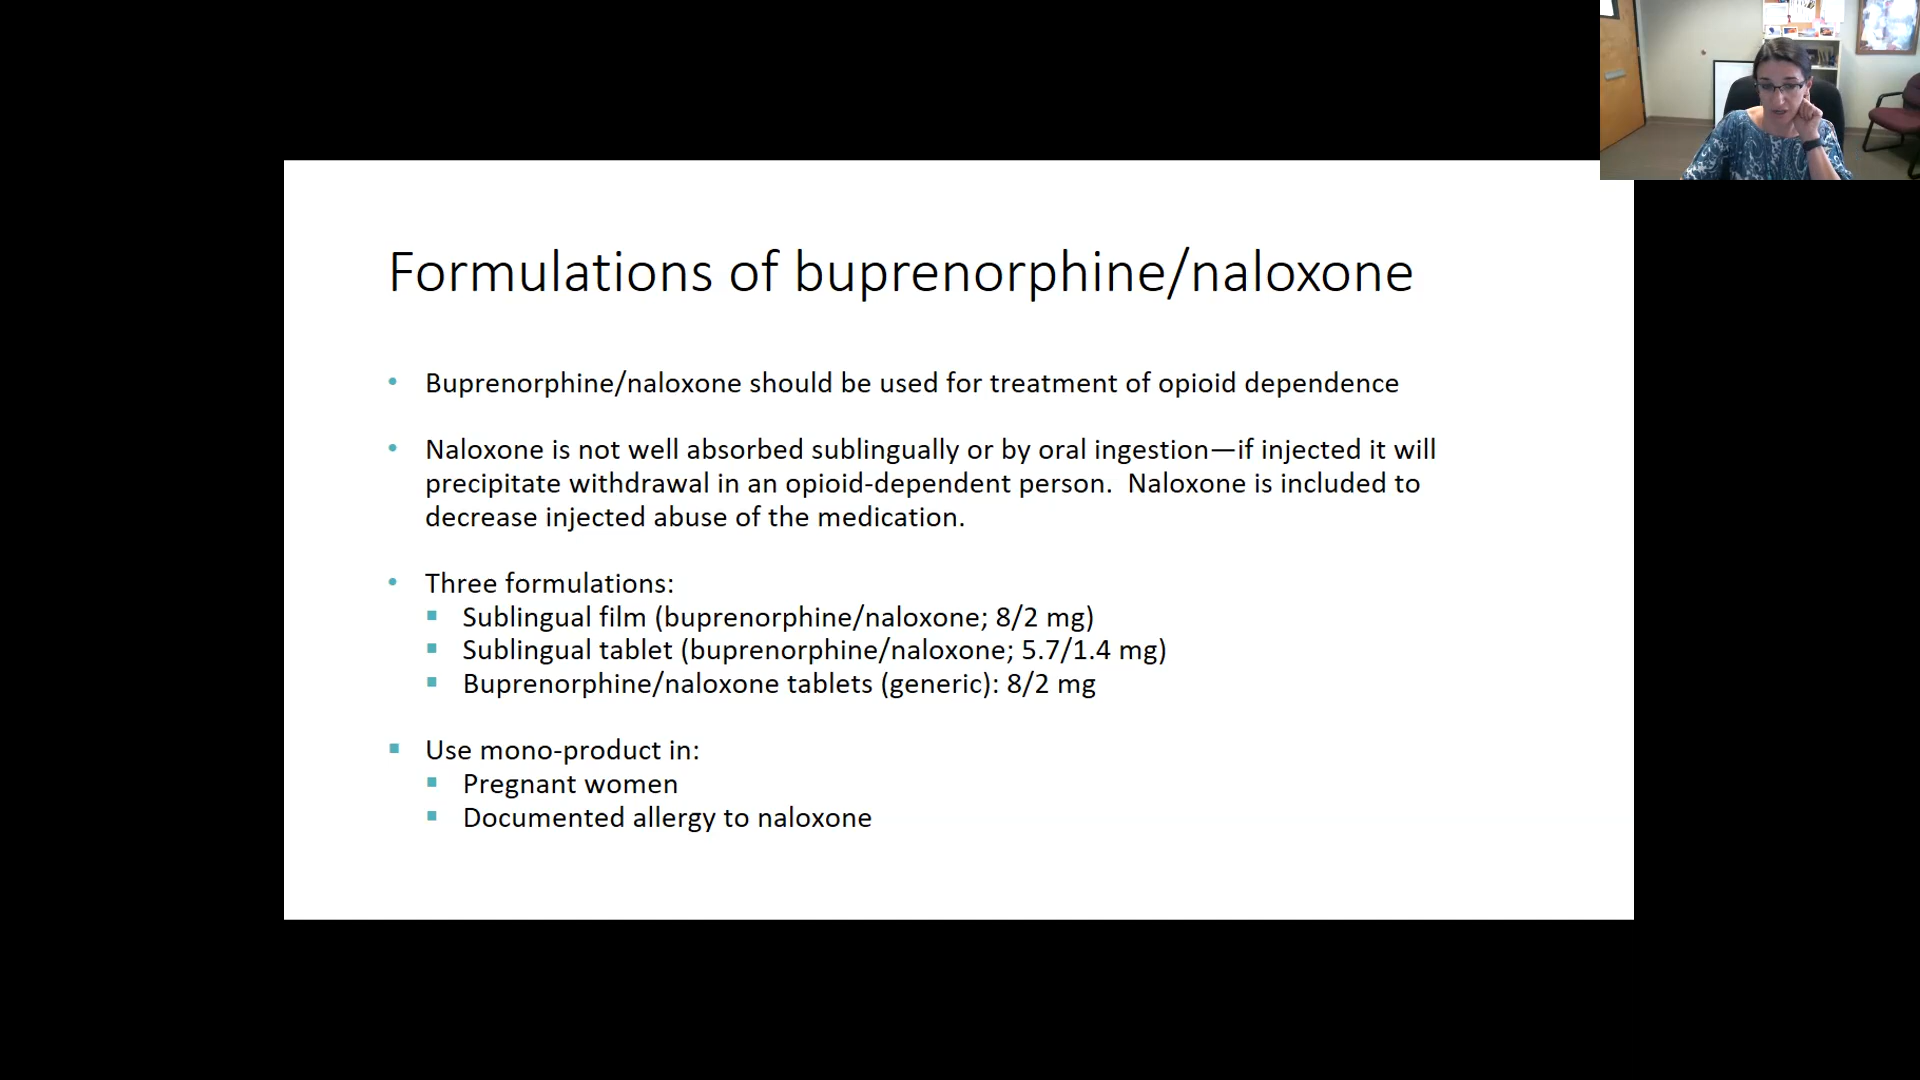 Formulations of buprenorphine/naloxone
• Buprenorphine/naloxone should be used for treatment of opioid dependence
• Naloxone is not well absorbed sublingually or by oral ingestion—if injected it will
precipitate withdrawal in an opioid-dependent person.  Naloxone is included to
decrease injected abuse of the medication.
• Three formulations:
▪ Sublingual film (buprenorphine/naloxone; 8/2 mg)
▪ Sublingual tablet (buprenorphine/naloxone; 5.7/1.4 mg)
▪ Buprenorphine/naloxone tablets (generic): 8/2 mg
▪ Use mono-product in:
▪ Pregnant women
▪ Documented allergy to naloxone